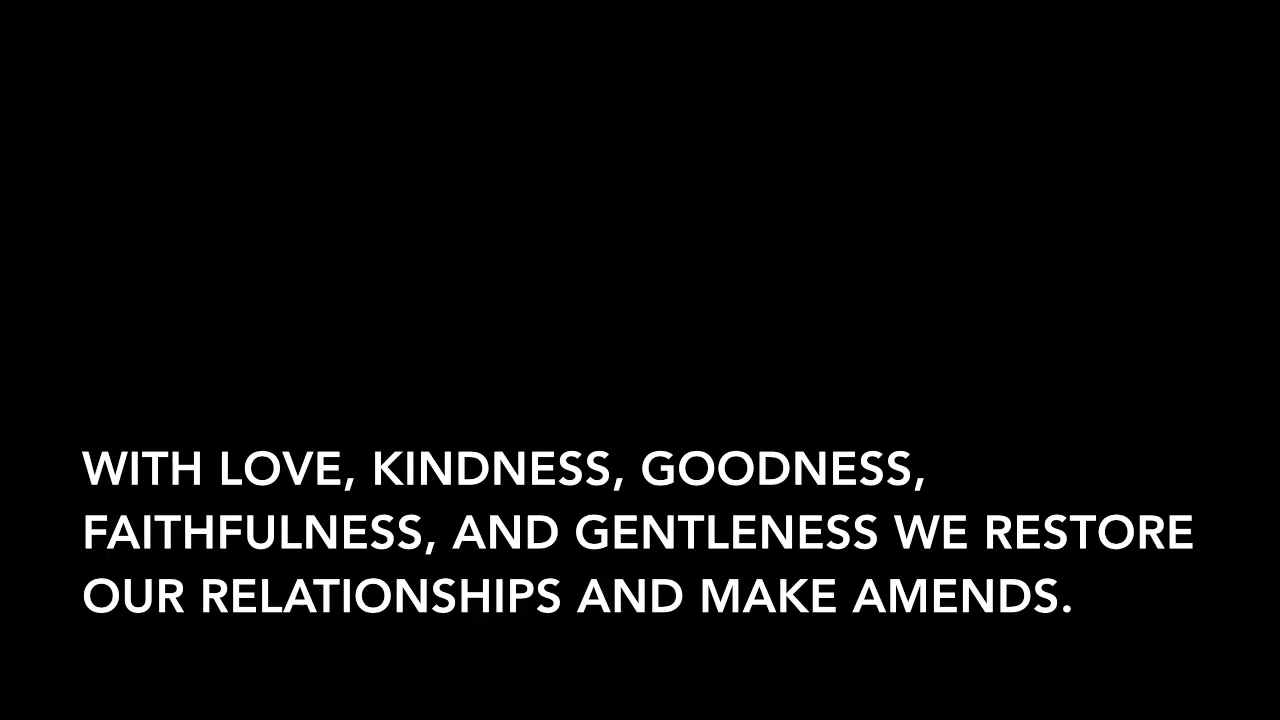 WITH LOVE, KINDNESS, GOODNESS,
FAITHFULNESS, AND GENTLENESS WE RESTORE
OUR RELATIONSHIPS AND MAKE AMENDS.